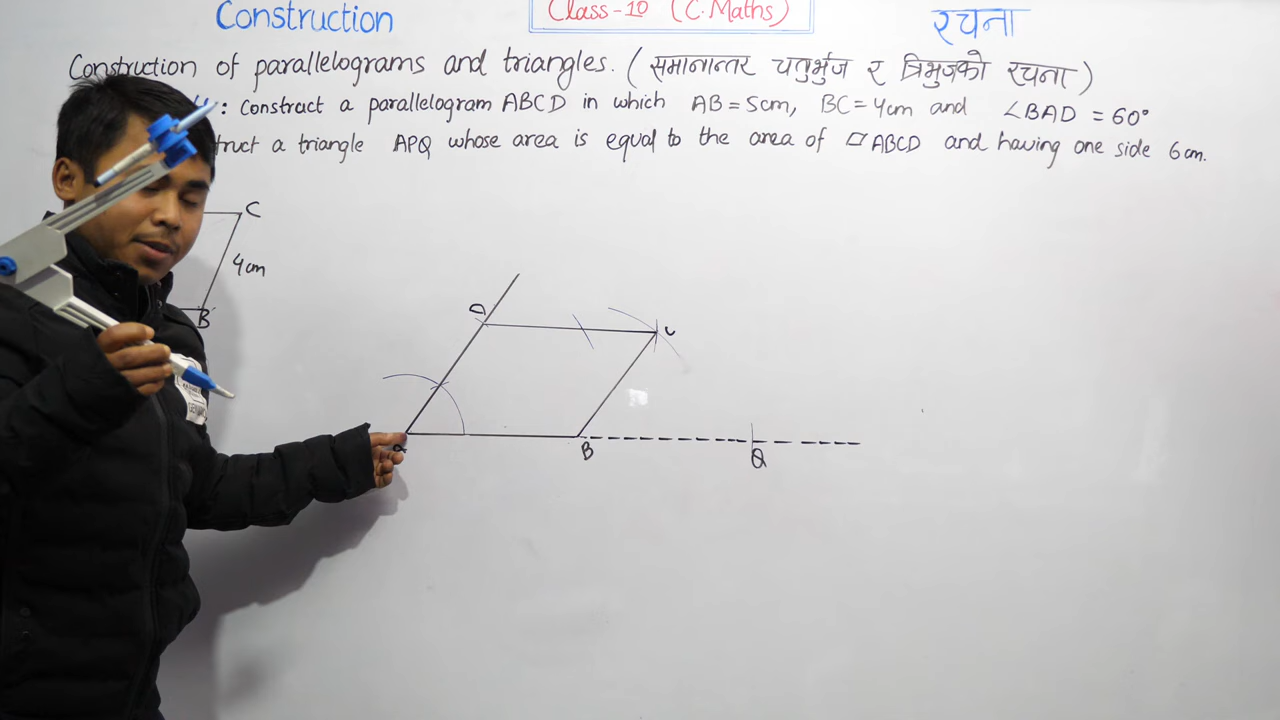 Construction
Class-10 (C.Maths)
रचना
Construction of parallelograms and triangles. (समानान्तर चतुर्भुज र त्रिभुजको रचना)
: Construct a parallelogram ABCD in which AB = 5cm, BC = 4cm and ∠BAD = 60°
truct a triangle APQ whose area is equal to the area of ▱ABCD and having one side 6cm.
C
4cm
B
D
C
B
Q